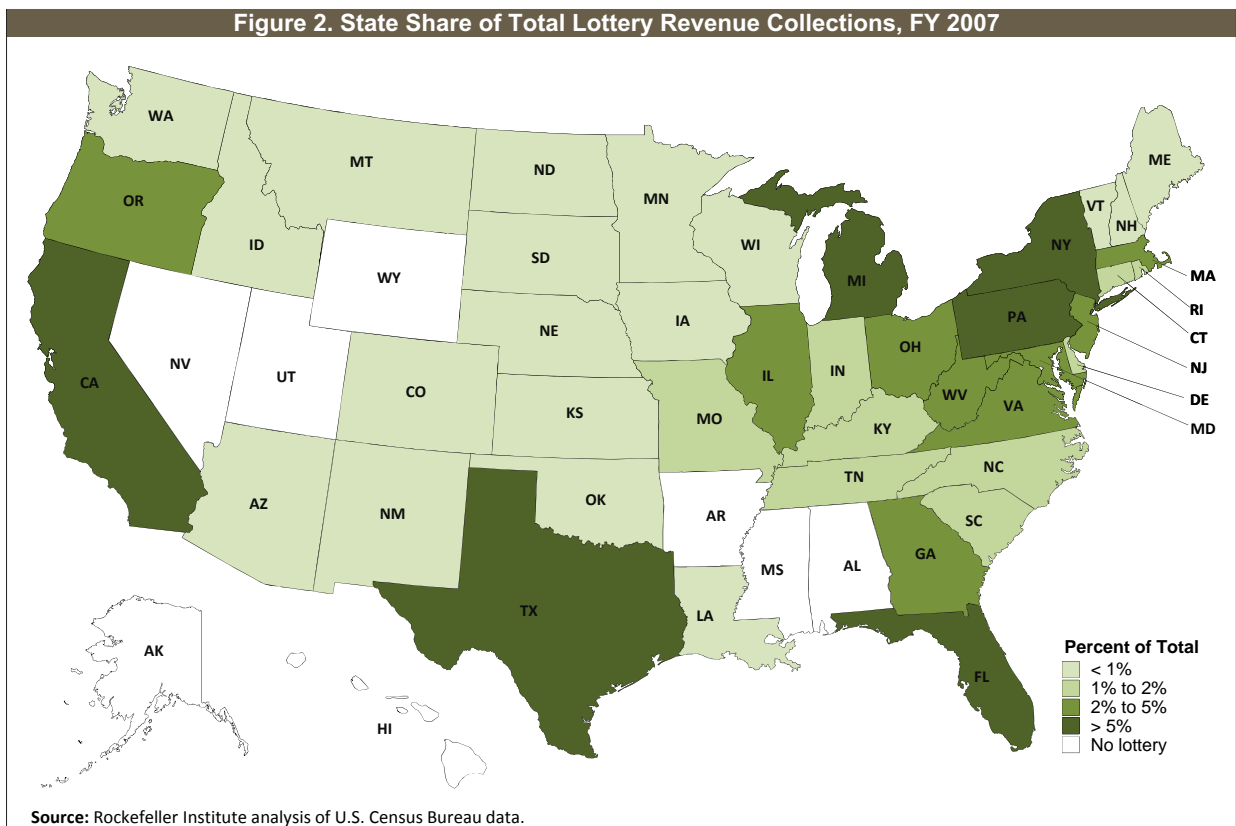 Figure 2. State Share of Total Lottery Revenue Collections, FY 2007
WA
MT
ND
MN
ME
VT
NH
OR
ID
SD
WI
NY
WY
MI
MA
RI
CT
NJ
DE
MD
NE
IA
PA
NV
UT
CA
CO
KS
MO
IL
IN
OH
WV
VA
KY
AZ
NM
OK
AR
TN
NC
SC
MS
AL
GA
TX
LA
FL
AK
HI
Percent of Total
< 1%
1% to 2%
2% to 5%
> 5%
No lottery
Source: Rockefeller Institute analysis of U.S. Census Bureau data.